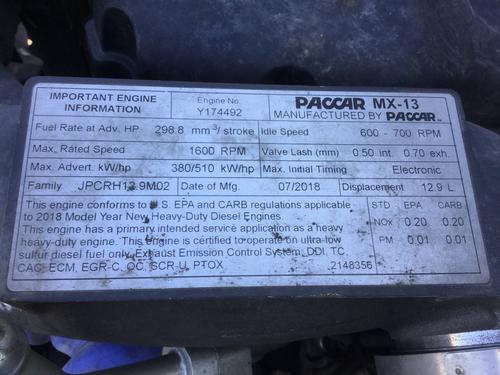 IMPORTANT ENGINE INFORMATION
Engine No. Y174492
PACCAR MX-13
MANUFACTURED BY PACCAR
Fuel Rate at Adv. HP 298.8 mm³/stroke Idle Speed 600 - 700 RPM
Max. Rated Speed 1600 RPM Valve Lash (mm) 0.50 int 0.70 exh.
Max. Advert. kW/hp 380/510 kW/hp Max. Initial Timing Electronic
Family JPCRH12.9M02 Date of Mfg. 07/2018 Displacement 12.9 L
This engine conforms to U.S. EPA and CARB regulations applicable
to 2018 Model Year New Heavy-Duty Diesel Engines.
This engine has a primary intended service application as a heavy
heavy-duty engine. This engine is certified to operate on ultra low
sulfur diesel fuel only. Exhaust Emission Control System, DDI, TC,
CAC, ECM, EGR-C, OC, SCR-U, PTOX 2148356
STD EPA CARB
NOx 0.20 0.20
PM 0.01 0.01